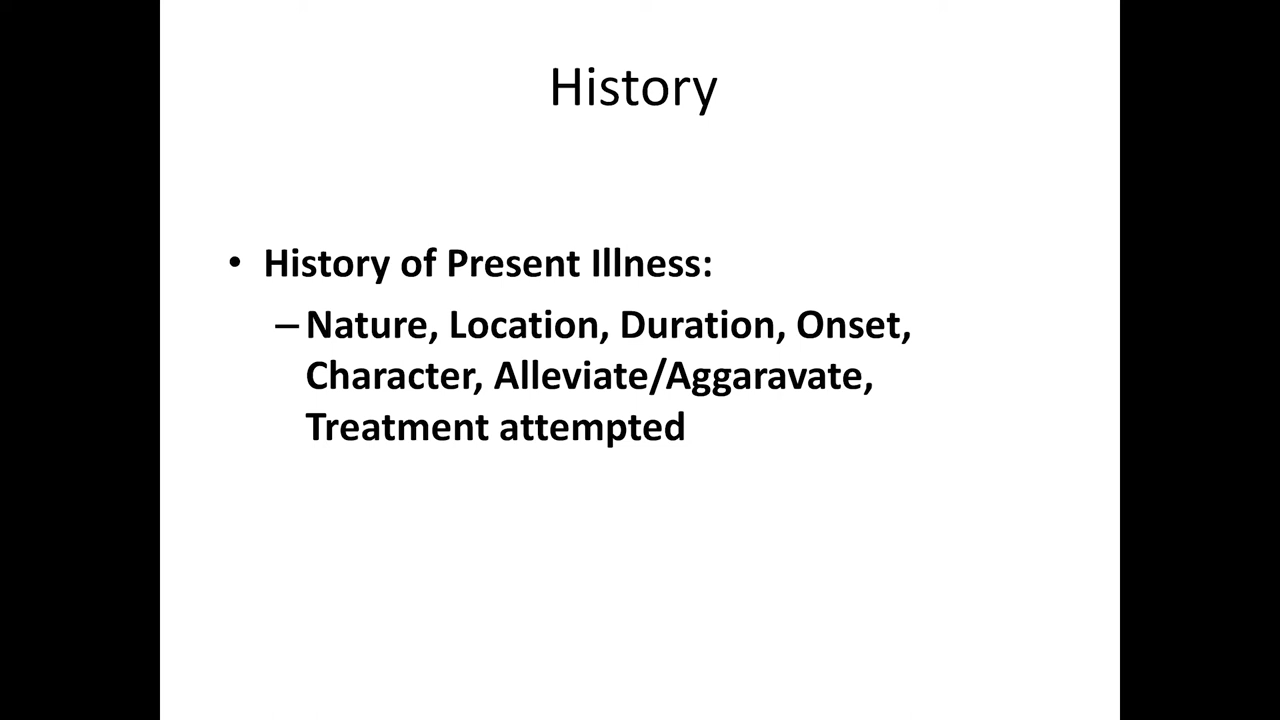 History
• History of Present Illness:
– Nature, Location, Duration, Onset,
Character, Alleviate/Aggaravate,
Treatment attempted